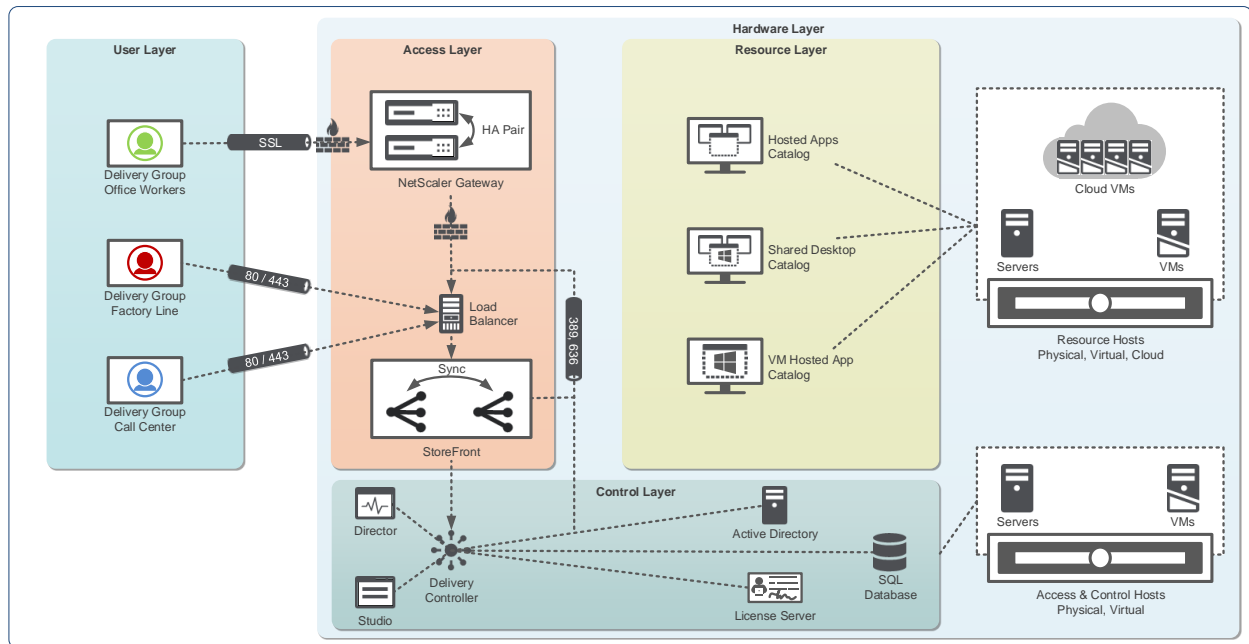 Hardware Layer
User Layer
Access Layer
Resource Layer
SSL
HA Pair
NetScaler Gateway
Delivery Group
Office Workers
Hosted Apps
Catalog
Cloud VMs
80 / 443
Delivery Group
Factory Line
Shared Desktop
Catalog
Servers
VMs
Load
Balancer
389, 636
80 / 443
Delivery Group
Call Center
Sync
StoreFront
VM Hosted App
Catalog
Resource Hosts
Physical, Virtual, Cloud
Control Layer
Director
Active Directory
Delivery
Controller
Studio
License Server
SQL
Database
Servers
VMs
Access & Control Hosts
Physical, Virtual